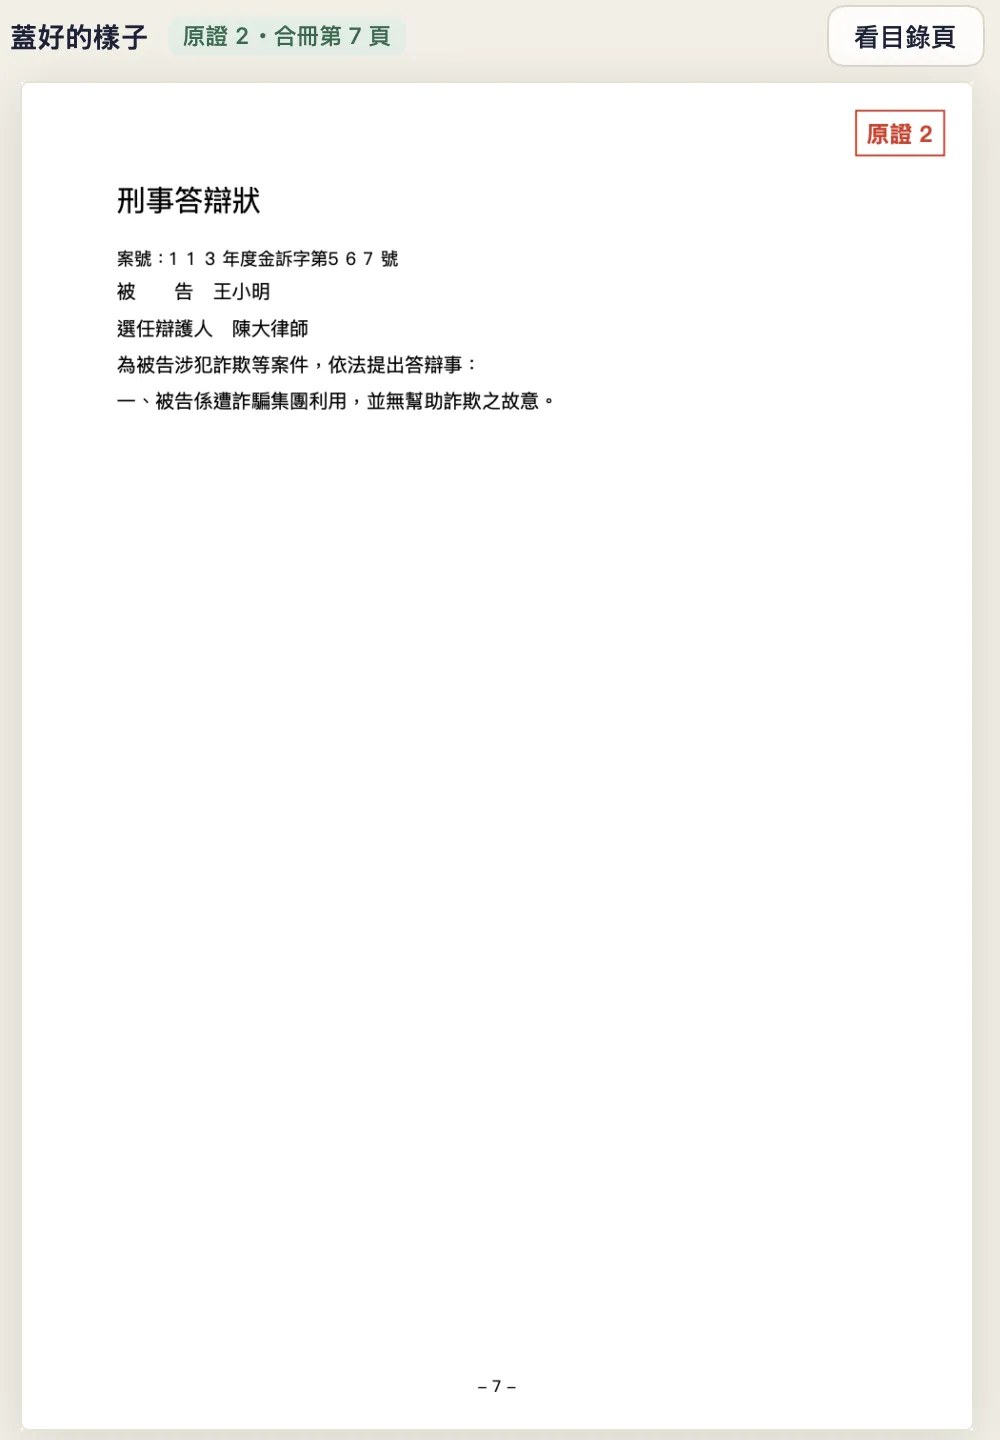 蓋好的樣子 原證 2・合冊第 7 頁 看目錄頁
原證 2
刑事答辯狀
案號：1 1 3 年度金訴字第5 6 7 號
被　　告　王小明
選任辯護人　陳大律師
為被告涉犯詐欺等案件，依法提出答辯事：
一、被告係遭詐騙集團利用，並無幫助詐欺之故意。
– 7 –